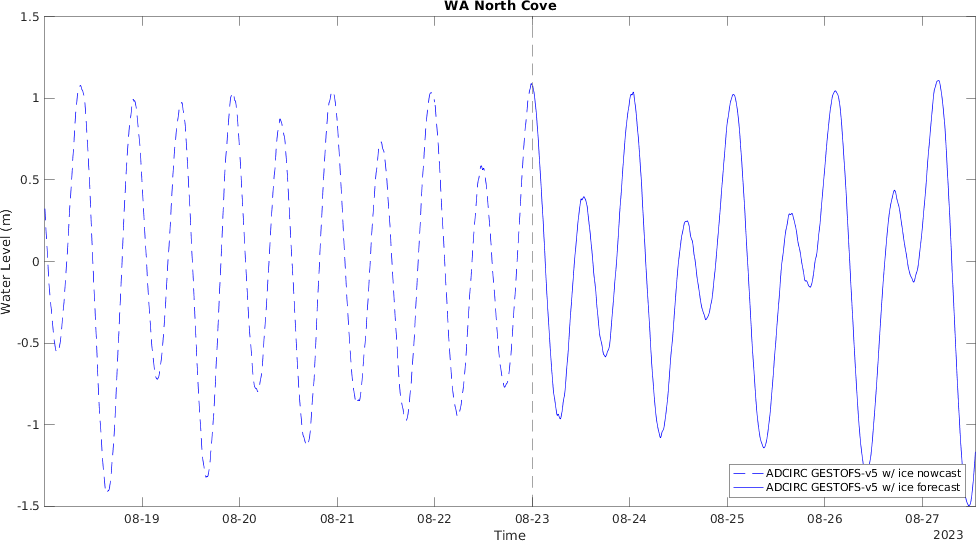 WA North Cove
1.5
1
0.5
0
-0.5
-1
-1.5
Water Level (m)
08-19 08-20 08-21 08-22 08-23 08-24 08-25 08-26 08-27
Time
2023
ADCIRC GESTOFS-v5 w/ ice nowcast
ADCIRC GESTOFS-v5 w/ ice forecast